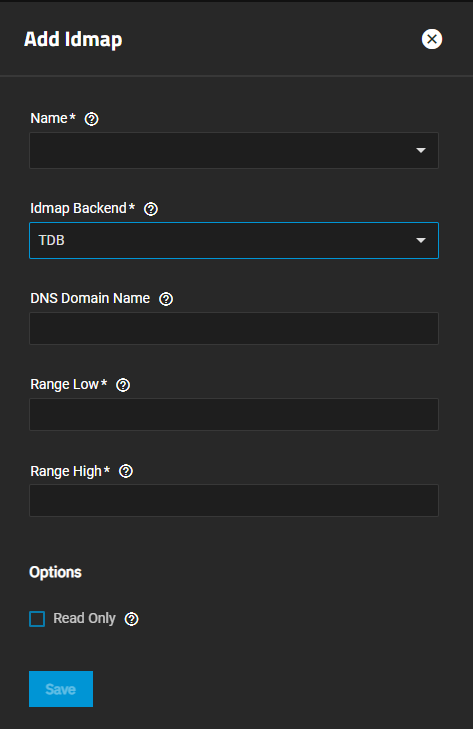 Add Idmap
Name*
Idmap Backend*
TDB
DNS Domain Name
Range Low*
Range High*
Options
Read Only
Save